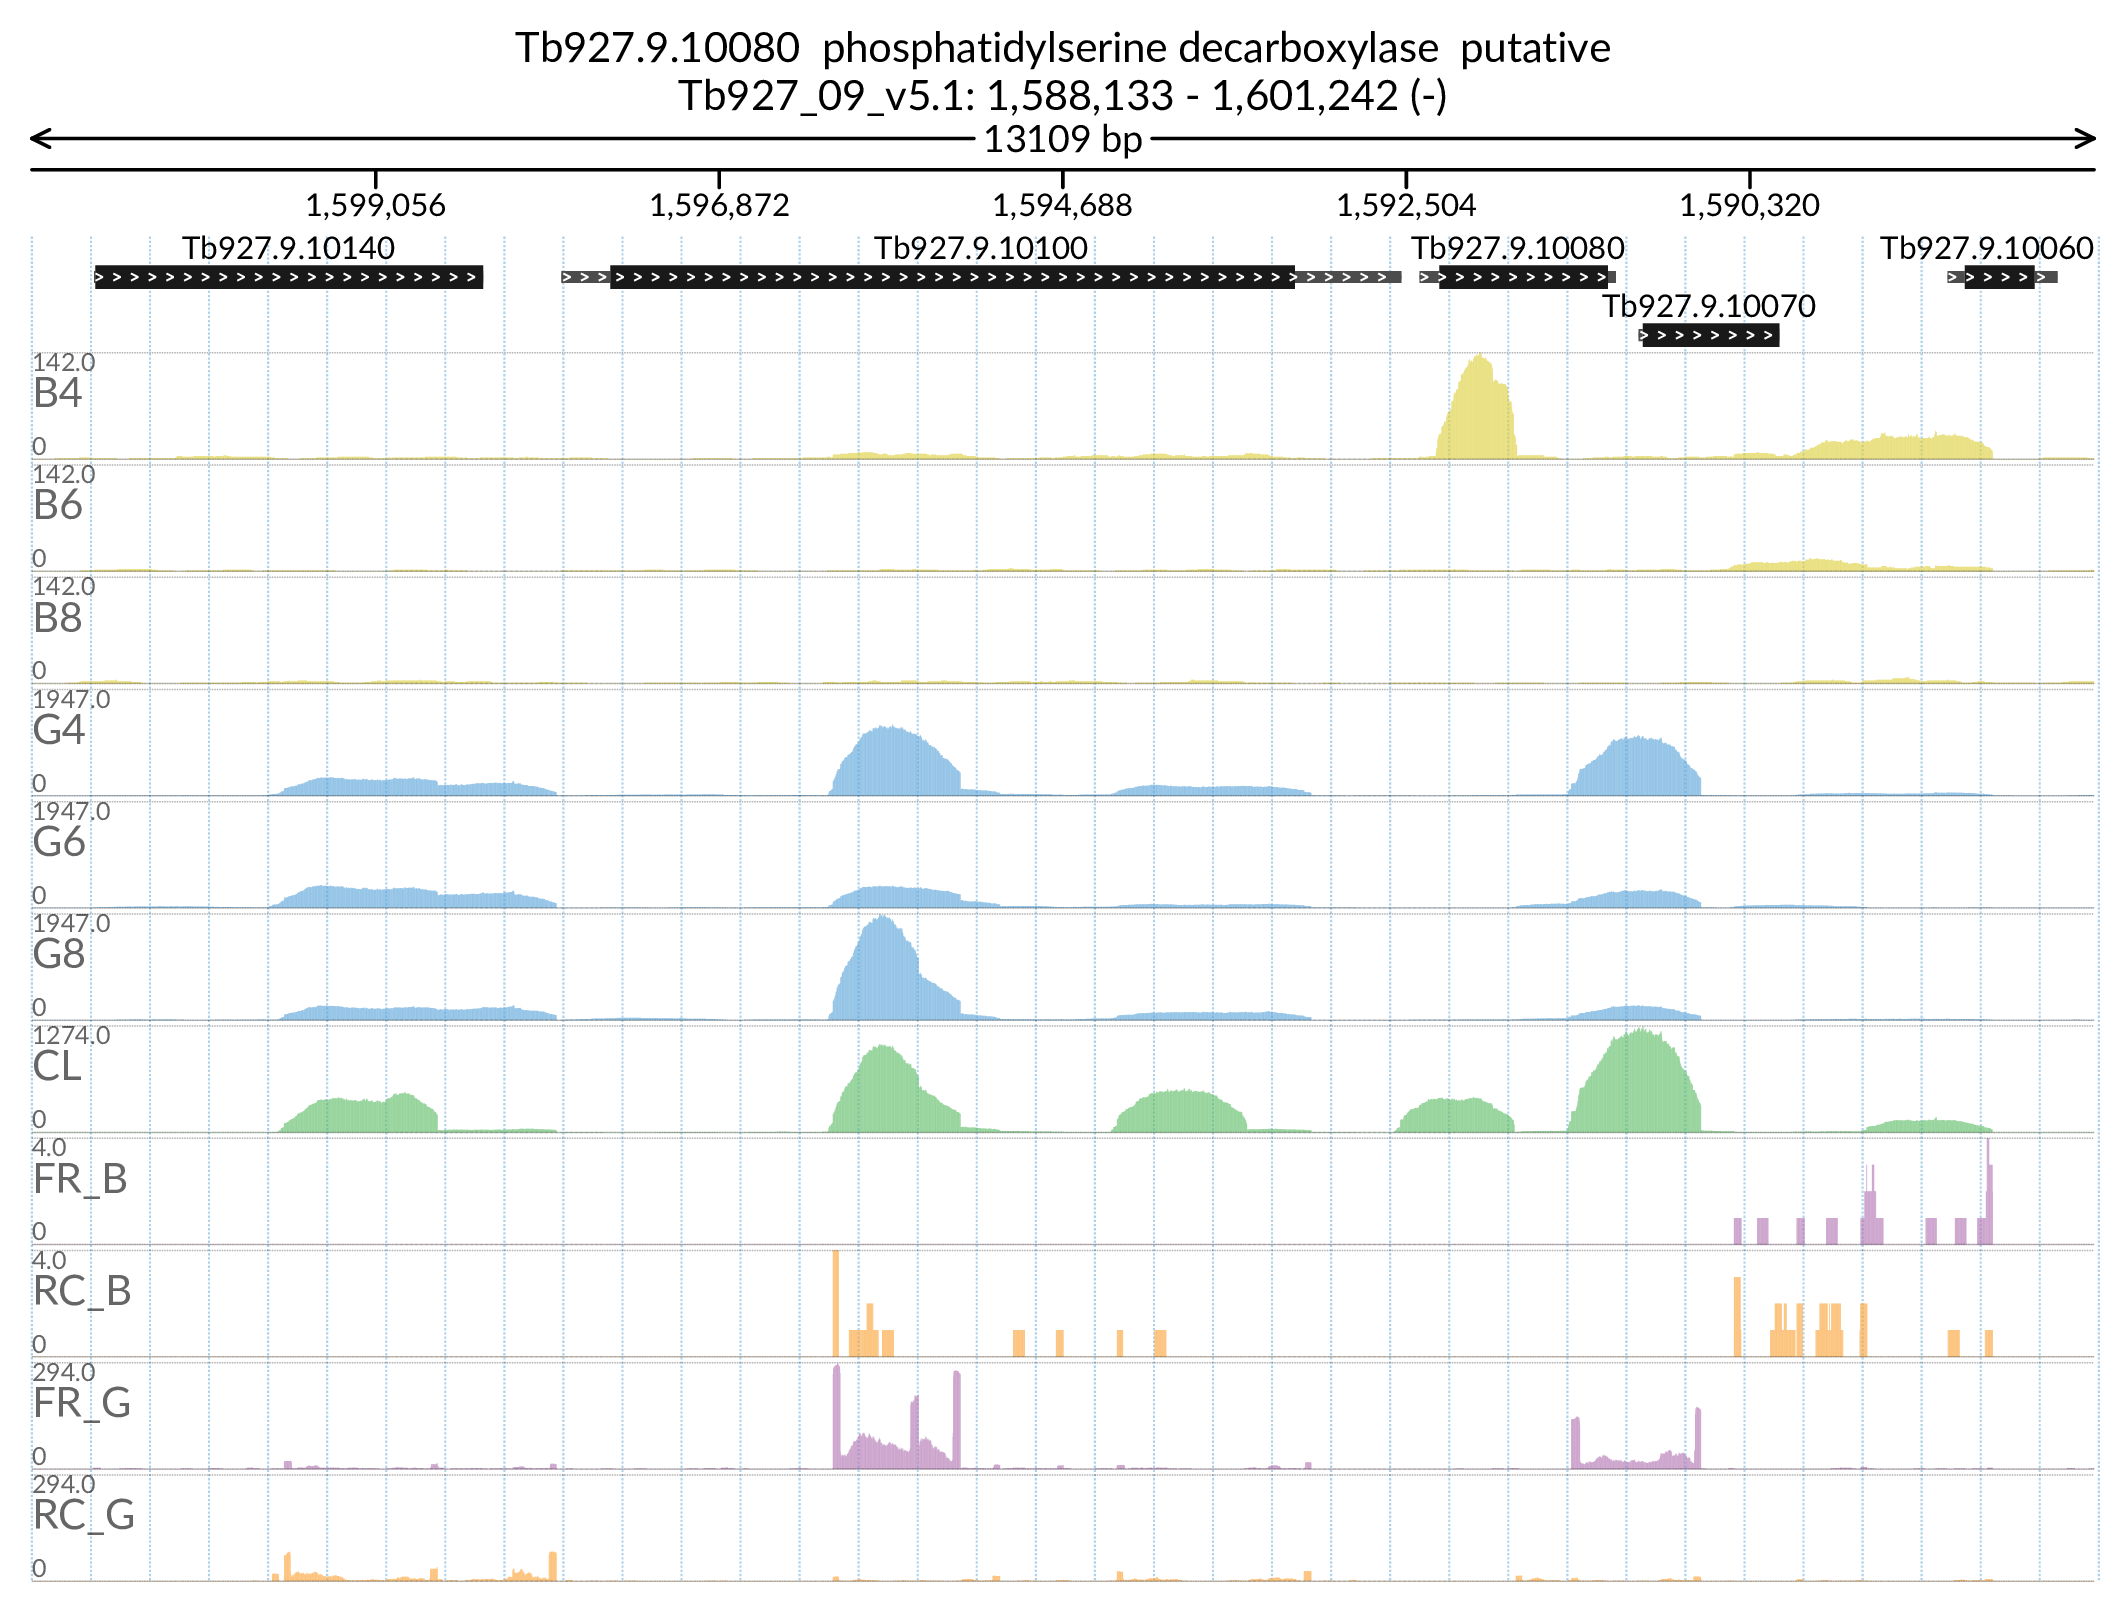 Tb927.9.10080  phosphatidylserine decarboxylase  putative
Tb927_09_v5.1: 1,588,133 - 1,601,242 (-)
13109 bp
1,599,056 1,596,872 1,594,688 1,592,504 1,590,320
Tb927.9.10140 Tb927.9.10100 Tb927.9.10080 Tb927.9.10060
Tb927.9.10070
142.0
B4
0
142.0
B6
0
142.0
B8
0
1947.0
G4
0
1947.0
G6
0
1947.0
G8
0
1274.0
CL
0
4.0
FR_B
0
4.0
RC_B
0
294.0
FR_G
0
294.0
RC_G
0